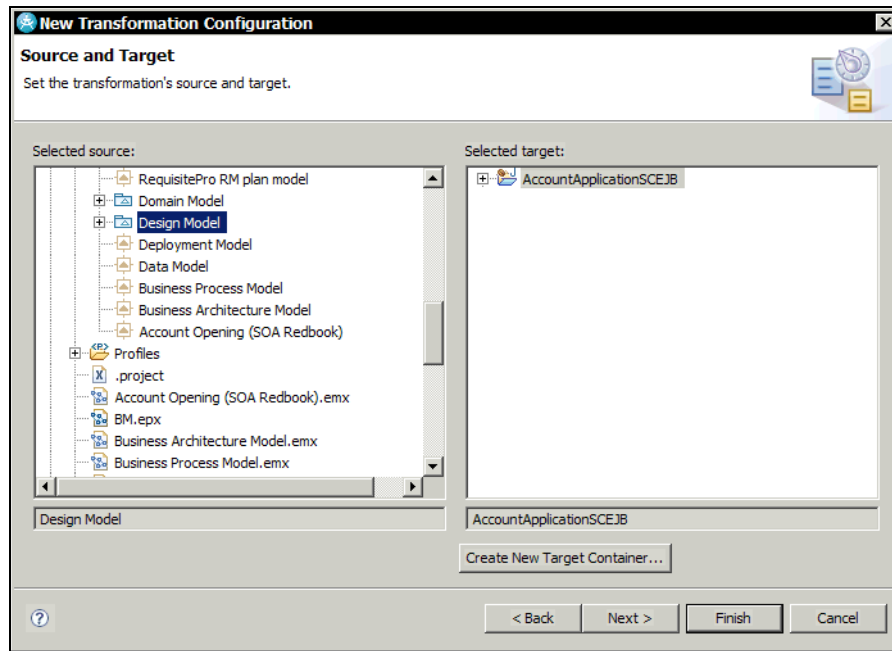 New Transformation Configuration
Source and Target
Set the transformation's source and target.
Selected source:
RequisitePro RM plan model
Domain Model
Design Model
Deployment Model
Data Model
Business Process Model
Business Architecture Model
Account Opening (SOA Redbook)
Profiles
.project
Account Opening (SOA Redbook).emx
BM.epx
Business Architecture Model.emx
Business Process Model.emx
Design Model
Selected target:
AccountApplicationSCEJB
AccountApplicationSCEJB
Create New Target Container...
< Back
Next >
Finish
Cancel